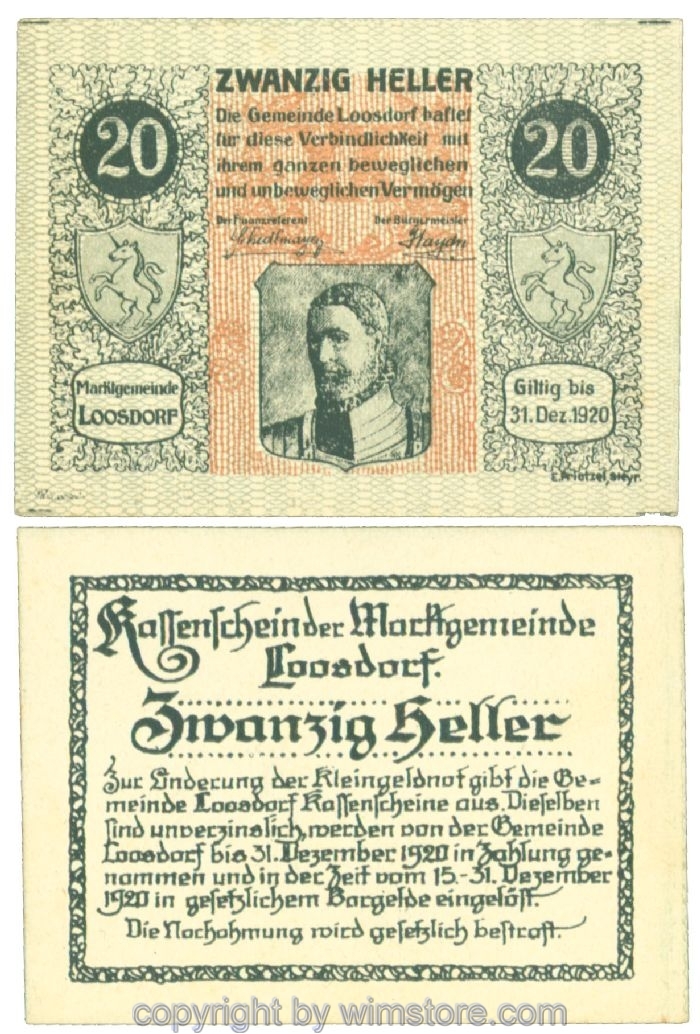 ZWANZIG HELLER
20
20
Die Gemeinde Loosdorf haftet
für diese Verbindlichkeit mit
ihrem ganzen beweglichen
und unbeweglichen Vermögen
Der Finanzreferent
Der Bürgermeister
Haydn
Marktgemeinde
LOOSDORF
Giltig bis
31. Dez. 1920
E. Prietzel, Steyr.
Kassenschein der Marktgemeinde
Loosdorf.
Zwanzig Heller
Zur Linderung der Kleingeldnot gibt die Ge=
meinde Loosdorf Kassenscheine aus. Dieselben
sind unverzinslich, werden von der Gemeinde
Loosdorf bis 31. Dezember 1920 in Zahlung ge=
nommen und in der Zeit vom 15.-31. Dezember
1920 in gesetzlichem Bargelde eingelöst.
Die Nachahmung wird gesetzlich bestraft.
copyright by wimstore.com